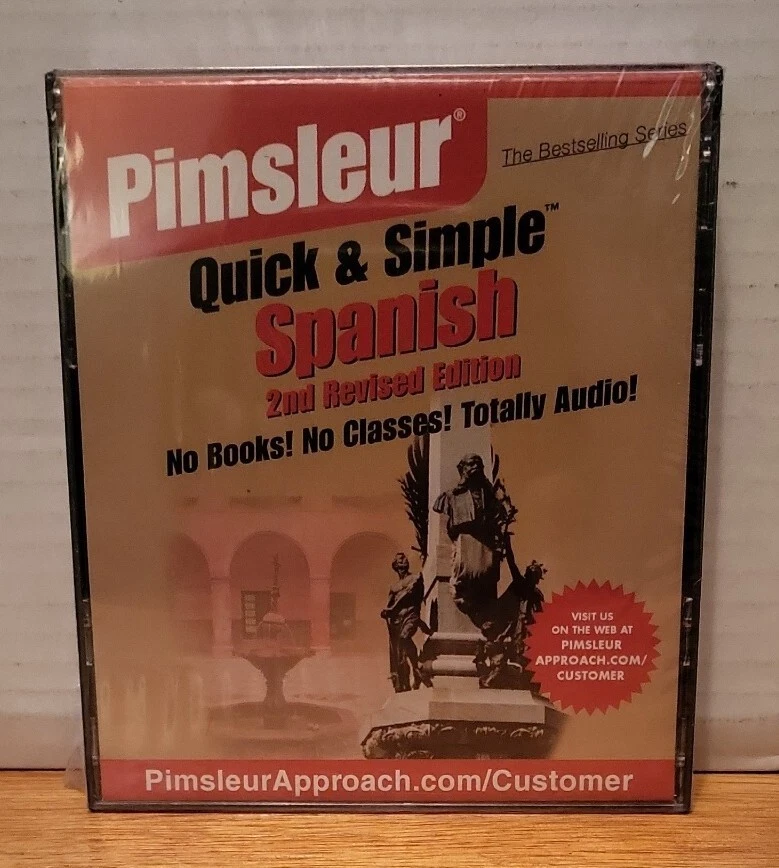 Pimsleur®
The Bestselling Series
Quick & Simple™
Spanish
2nd Revised Edition
No Books! No Classes! Totally Audio!
VISIT US
ON THE WEB AT
PIMSLEUR
APPROACH.COM/
CUSTOMER
PimsleurApproach.com/Customer